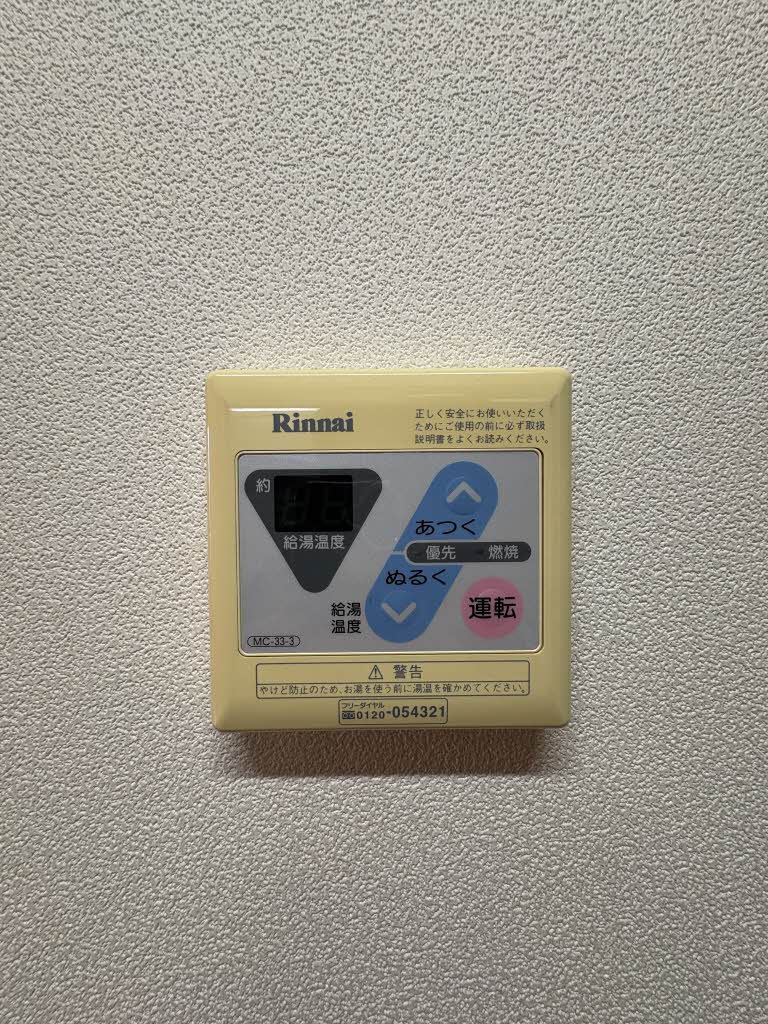 Rinnai
正しく安全にお使いいただく
ためにご使用の前に必ず取扱
説明書をよくお読みください。
約
給湯温度
あつく
優先 燃焼
ぬるく
給湯
温度
運転
MC-33-3
⚠ 警告
やけど防止のため、お湯を使う前に湯温を確かめてください。
フリーダイヤル
0120-054321